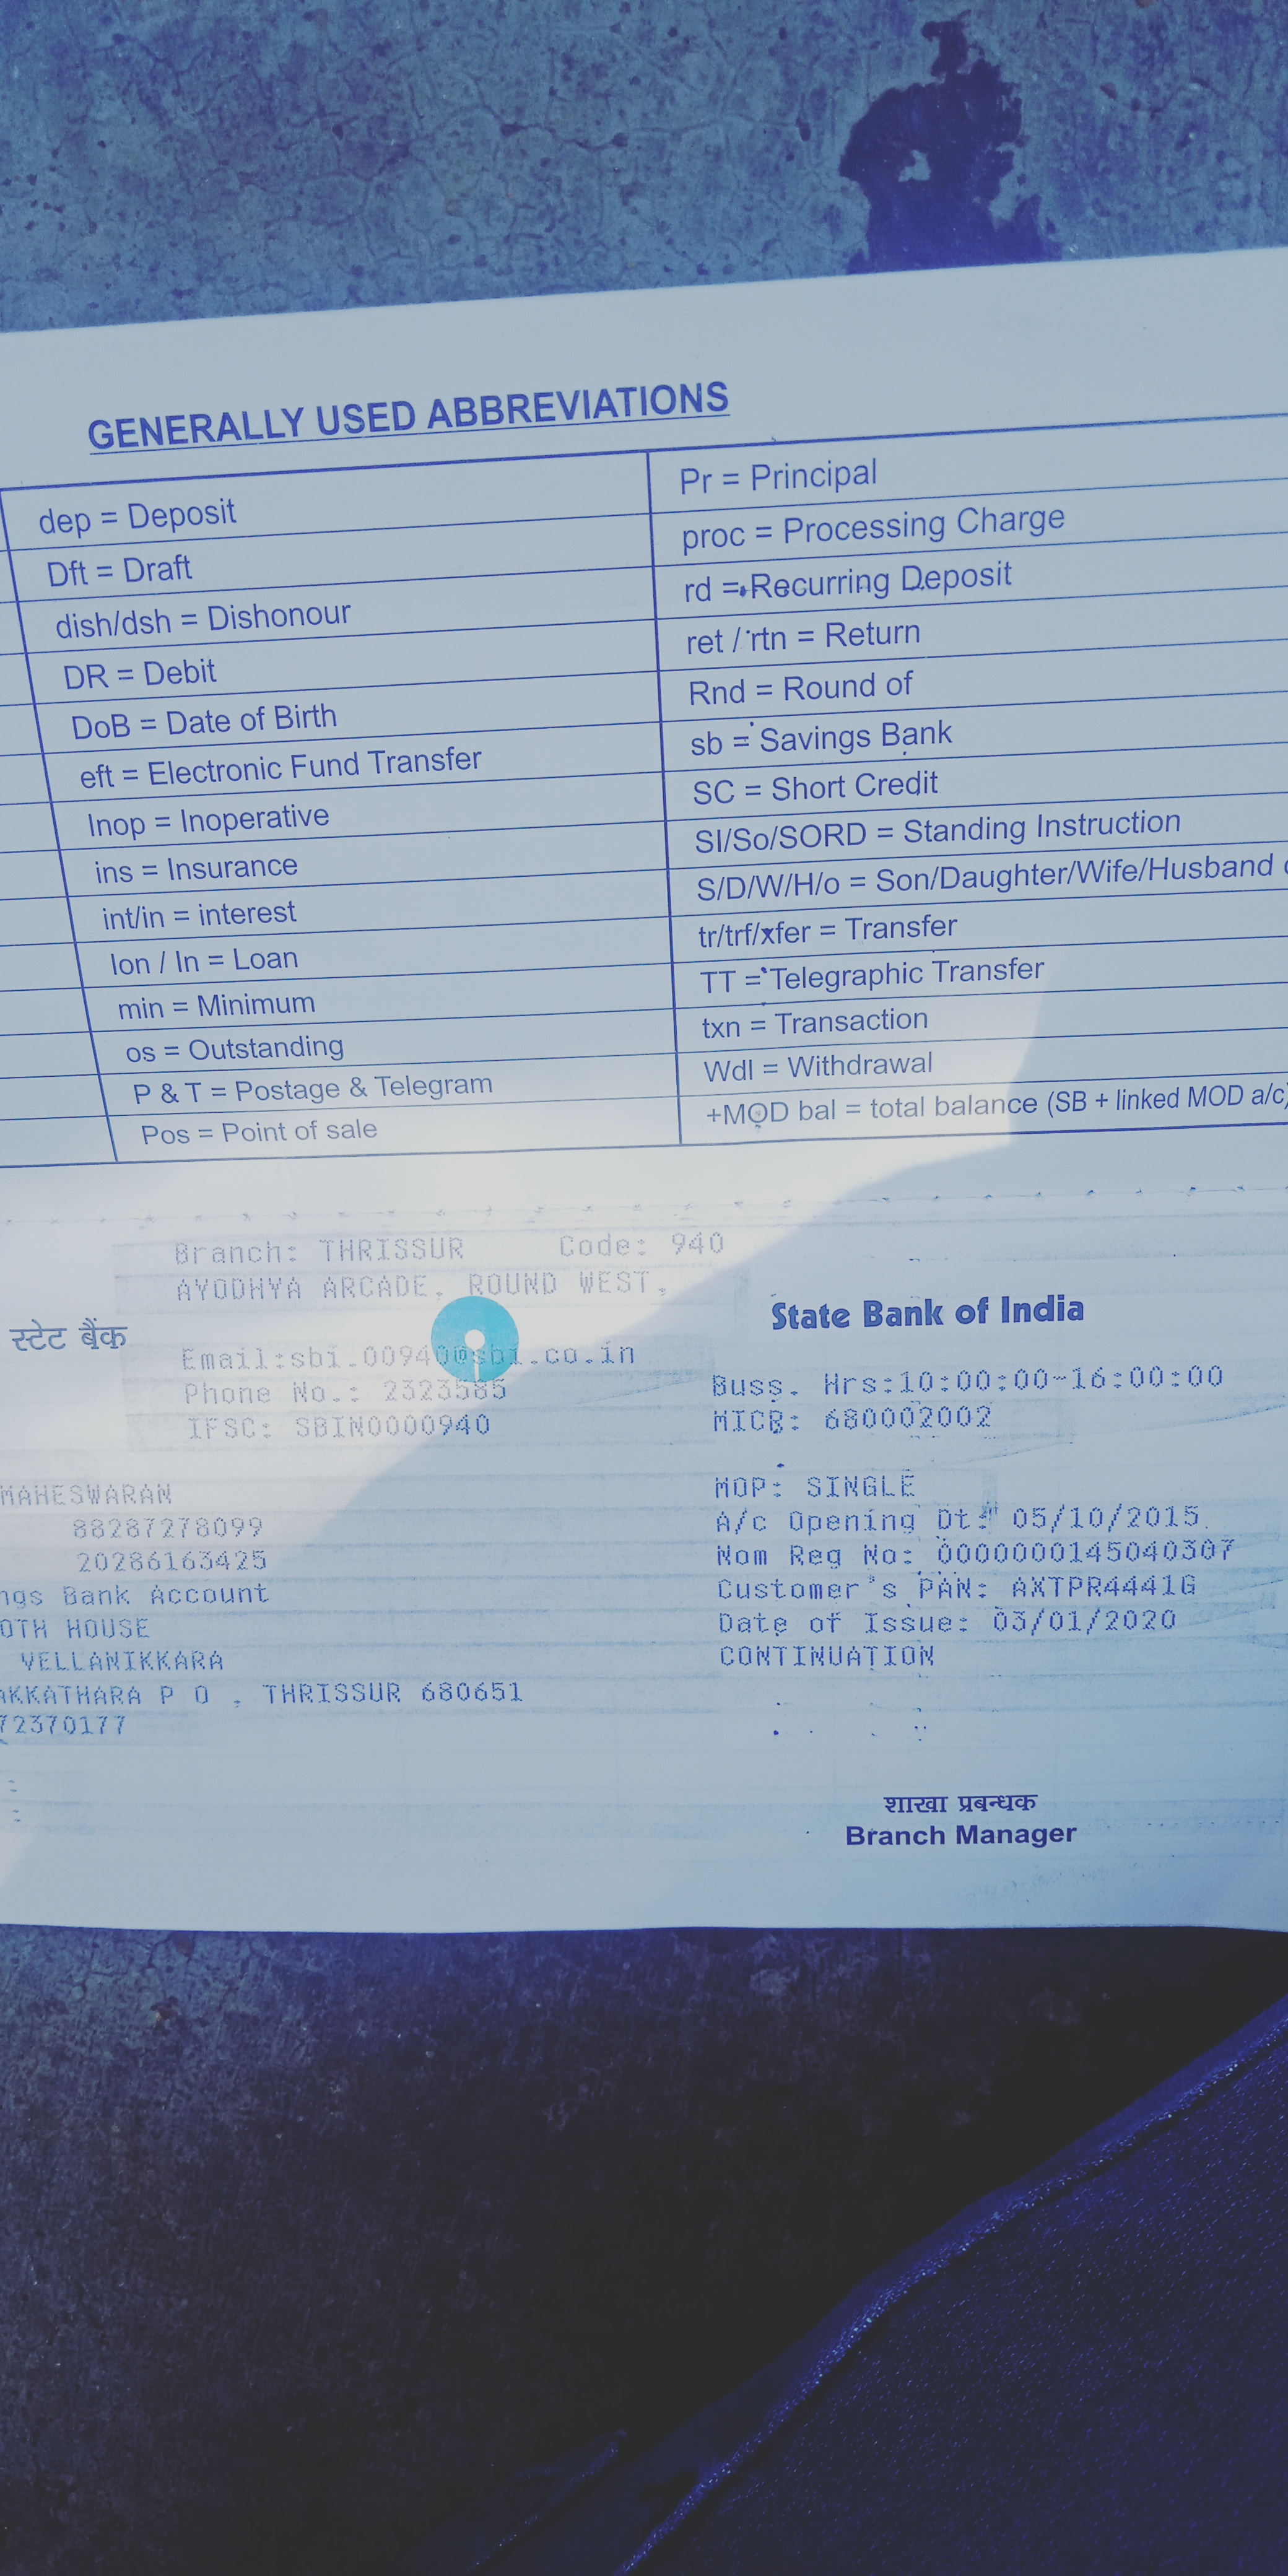 GENERALLY USED ABBREVIATIONS
dep = Deposit
Dft = Draft
dish/dsh = Dishonour
DR = Debit
DoB = Date of Birth
eft = Electronic Fund Transfer
Inop = Inoperative
ins = Insurance
int/in = interest
lon / ln = Loan
min = Minimum
os = Outstanding
P & T = Postage & Telegram
Pos = Point of sale
Pr = Principal
proc = Processing Charge
rd = Recurring Deposit
ret / rtn = Return
Rnd = Round of
sb = Savings Bank
SC = Short Credit
SI/So/SORD = Standing Instruction
S/D/W/H/o = Son/Daughter/Wife/Husband
tr/trf/xfer = Transfer
TT = Telegraphic Transfer
txn = Transaction
Wdl = Withdrawal
+MOD bal = total balance (SB + linked MOD a/c)
Branch: THRISSUR Code: 940
AYODHYA ARCADE, ROUND WEST,
स्टेट बैंक
State Bank of India
Email:sbi.00940@sbi.co.in
Phone No.: 2323585
IFSC: SBIN0000940
Buss. Hrs:10:00:00-16:00:00
MICR: 680002002
MAHESWARAN
88287278099
20286163425
ngs Bank Account
OTH HOUSE
VELLANIKKARA
AKKATHARA P O , THRISSUR 680651
72370177
MOP: SINGLE
A/c Opening Dt: 05/10/2015
Nom Reg No: 0000000145040307
Customer's PAN: AXTPR4441G
Date of Issue: 03/01/2020
CONTINUATION
शाखा प्रबन्धक
Branch Manager